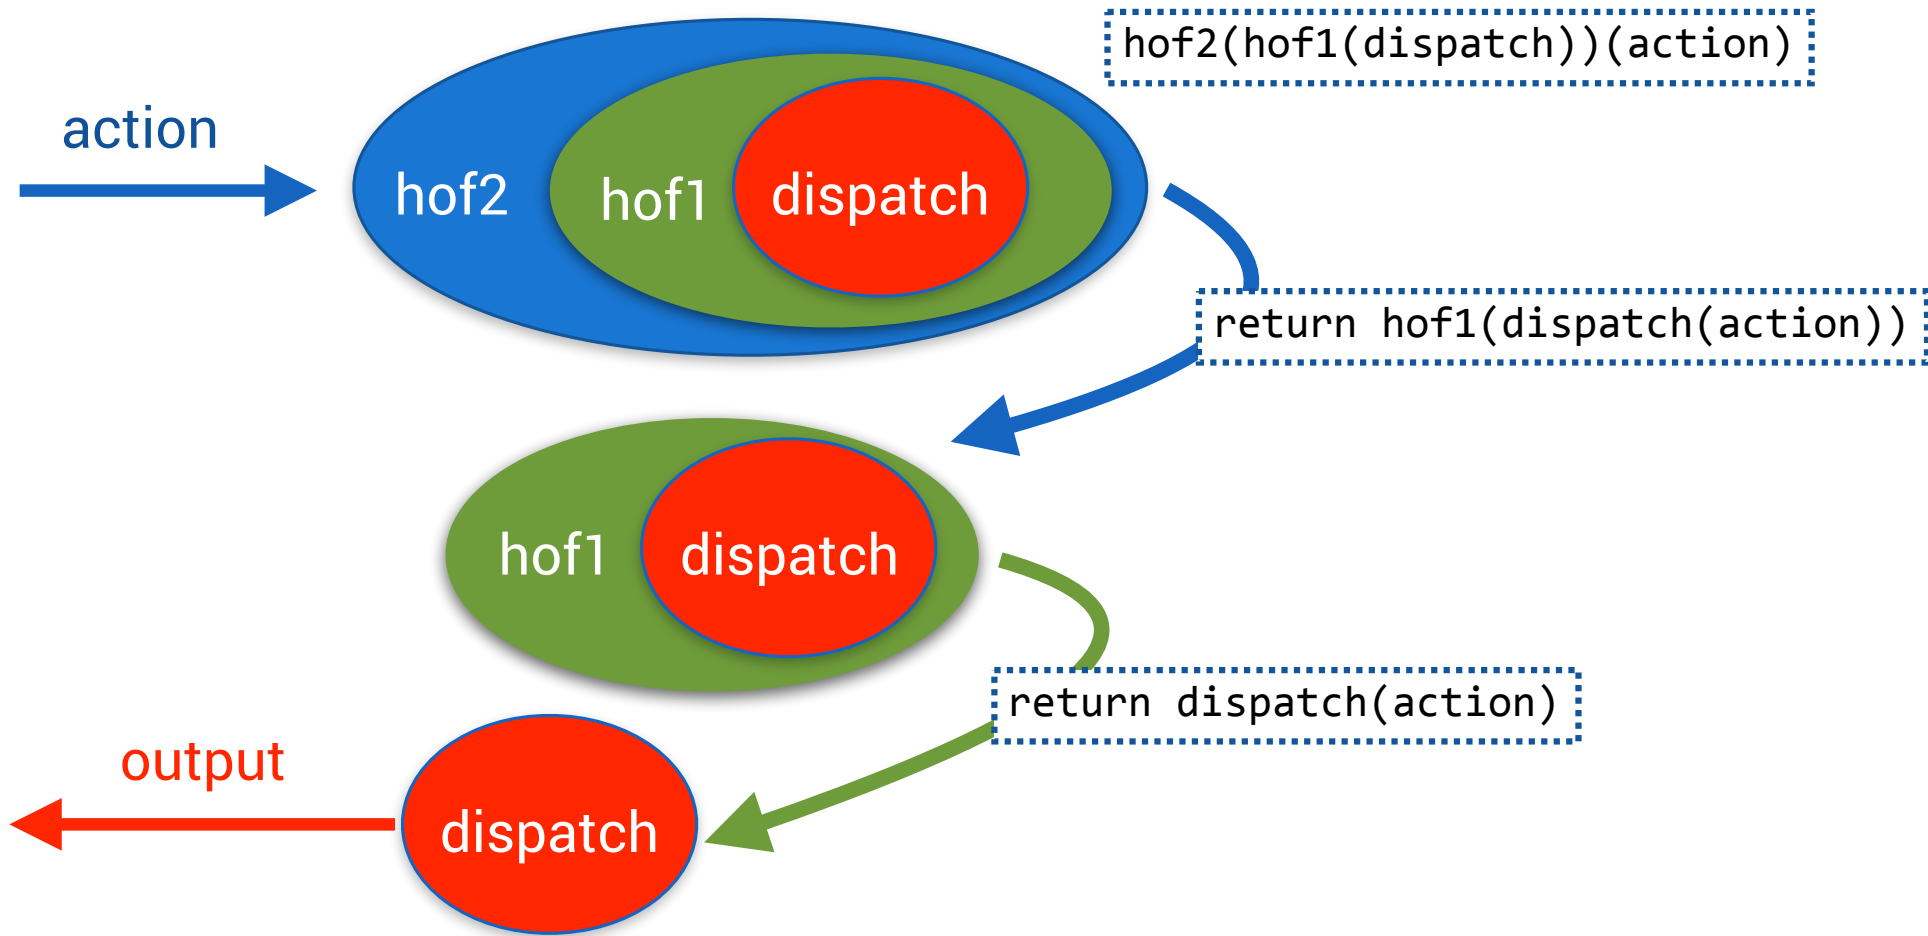 hof2(hof1(dispatch))(action)
action
hof2
hof1
dispatch
return hof1(dispatch(action))
hof1
dispatch
return dispatch(action)
output
dispatch